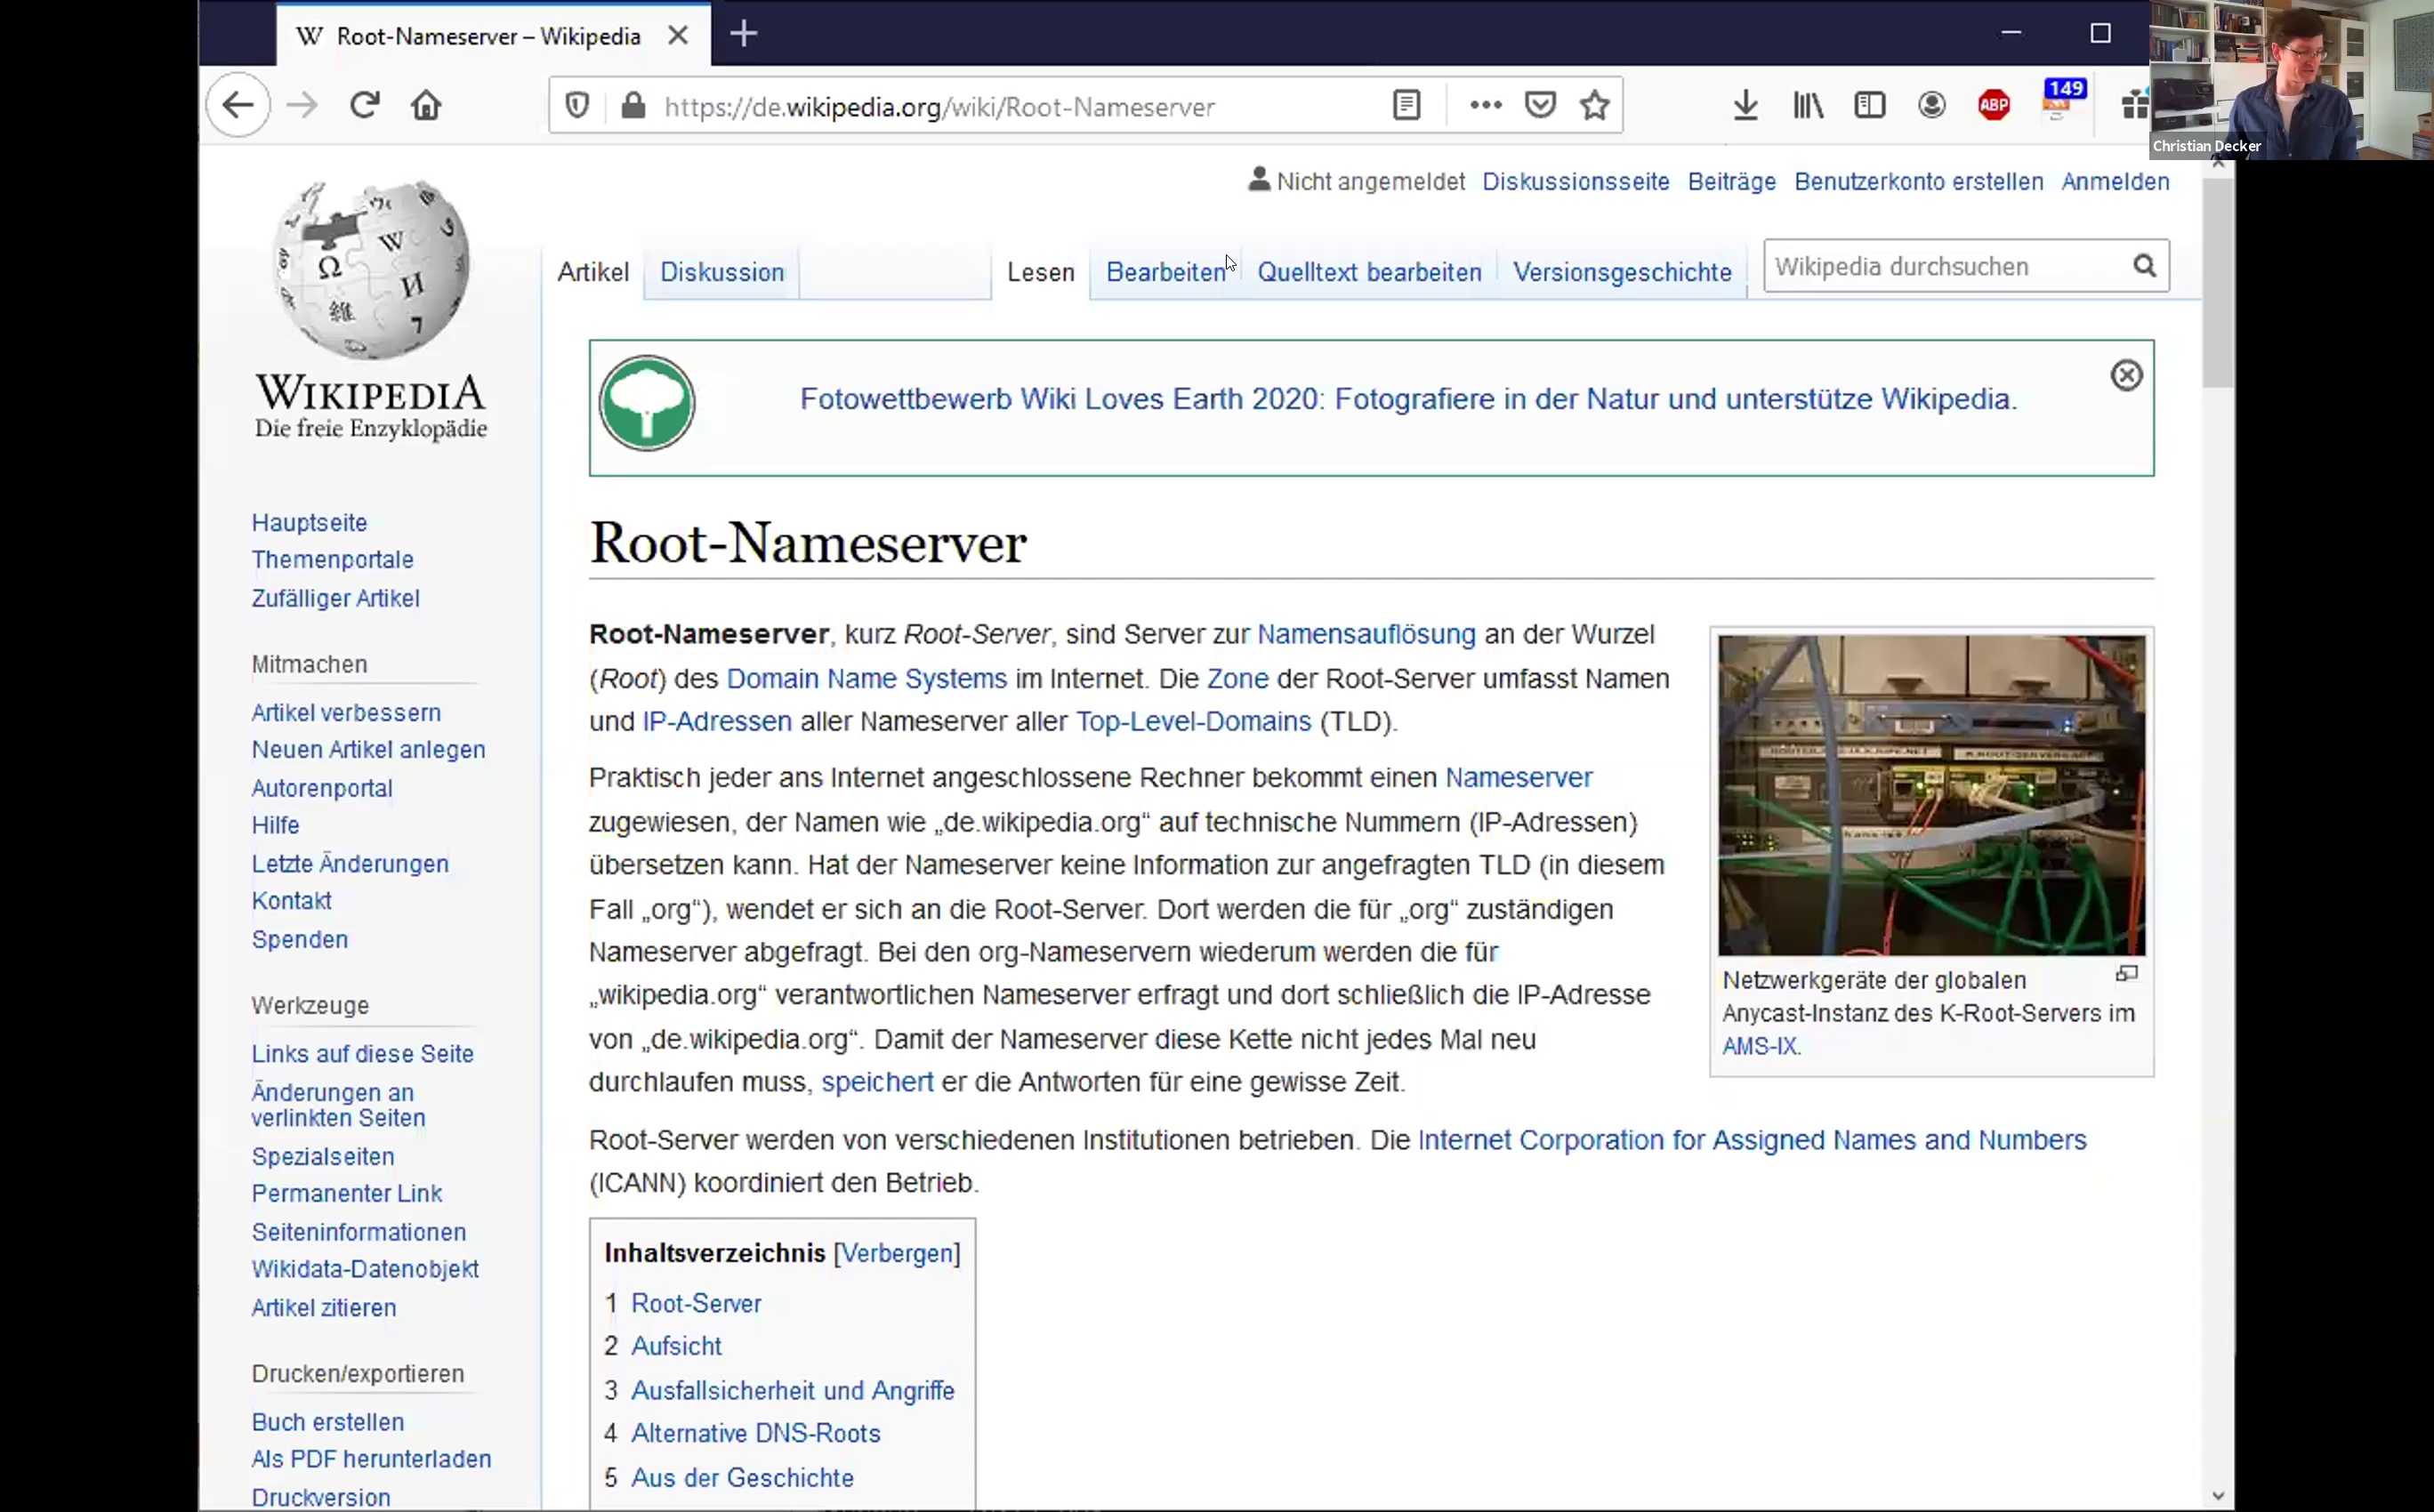 Root-Nameserver – Wikipedia
https://de.wikipedia.org/wiki/Root-Nameserver
ABP
149
Christian Decker
Nicht angemeldet Diskussionsseite Beiträge Benutzerkonto erstellen Anmelden
Artikel Diskussion Lesen Bearbeiten Quelltext bearbeiten Versionsgeschichte Wikipedia durchsuchen
WIKIPEDIA
Die freie Enzyklopädie
Hauptseite
Themenportale
Zufälliger Artikel
Mitmachen
Artikel verbessern
Neuen Artikel anlegen
Autorenportal
Hilfe
Letzte Änderungen
Kontakt
Spenden
Werkzeuge
Links auf diese Seite
Änderungen an
verlinkten Seiten
Spezialseiten
Permanenter Link
Seiteninformationen
Wikidata-Datenobjekt
Artikel zitieren
Drucken/exportieren
Buch erstellen
Als PDF herunterladen
Druckversion
Fotowettbewerb Wiki Loves Earth 2020: Fotografiere in der Natur und unterstütze Wikipedia.
Root-Nameserver
Root-Nameserver, kurz Root-Server, sind Server zur Namensauflösung an der Wurzel
(Root) des Domain Name Systems im Internet. Die Zone der Root-Server umfasst Namen
und IP-Adressen aller Nameserver aller Top-Level-Domains (TLD).
Praktisch jeder ans Internet angeschlossene Rechner bekommt einen Nameserver
zugewiesen, der Namen wie „de.wikipedia.org“ auf technische Nummern (IP-Adressen)
übersetzen kann. Hat der Nameserver keine Information zur angefragten TLD (in diesem
Fall „org“), wendet er sich an die Root-Server. Dort werden die für „org“ zuständigen
Nameserver abgefragt. Bei den org-Nameservern wiederum werden die für
„wikipedia.org“ verantwortlichen Nameserver erfragt und dort schließlich die IP-Adresse
von „de.wikipedia.org“. Damit der Nameserver diese Kette nicht jedes Mal neu
durchlaufen muss, speichert er die Antworten für eine gewisse Zeit.
Netzwerkgeräte der globalen
Anycast-Instanz des K-Root-Servers im
AMS-IX.
Root-Server werden von verschiedenen Institutionen betrieben. Die Internet Corporation for Assigned Names and Numbers
(ICANN) koordiniert den Betrieb.
Inhaltsverzeichnis [Verbergen]
1 Root-Server
2 Aufsicht
3 Ausfallsicherheit und Angriffe
4 Alternative DNS-Roots
5 Aus der Geschichte